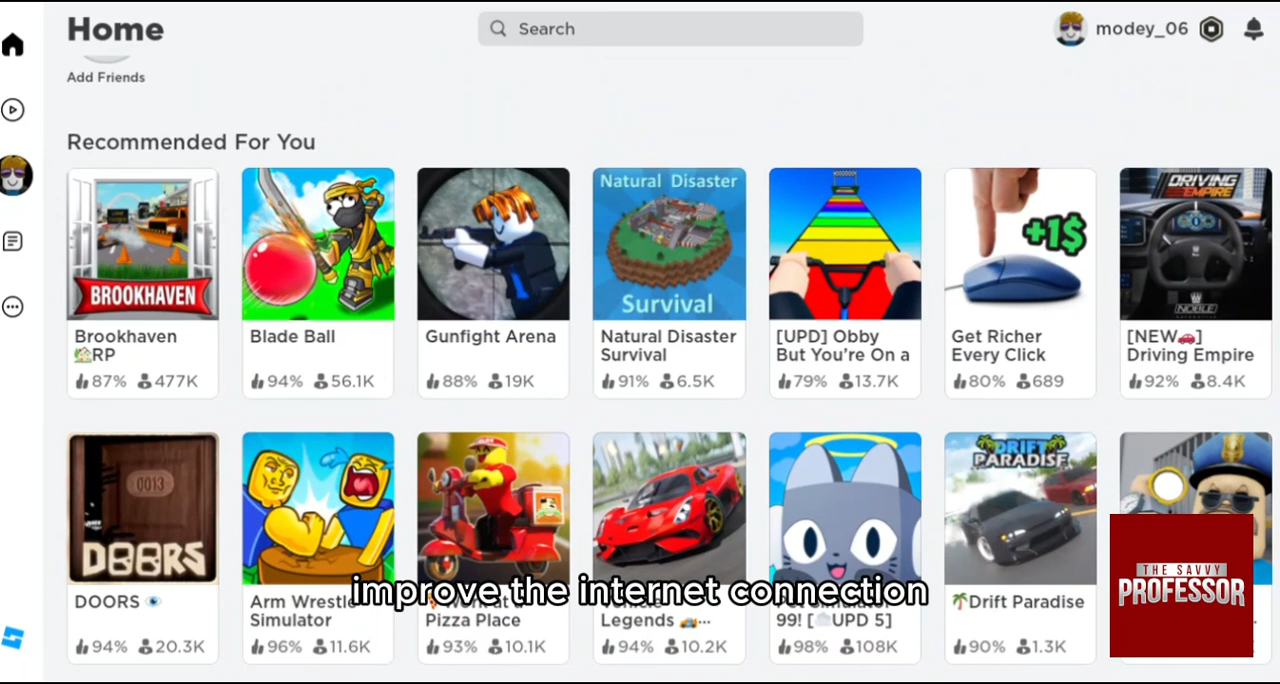 Home
Search
modey_06
Add Friends
Recommended For You
Natural Disaster
Survival
+1$
DRIVING
EMPIRE
NOBLE
BROOKHAVEN
Brookhaven
RP
87% 477K
Blade Ball
94% 56.1K
Gunfight Arena
88% 19K
Natural Disaster
Survival
91% 6.5K
[UPD] Obby
But You're On a
79% 13.7K
Get Richer
Every Click
80% 689
[NEW🚗]
Driving Empire
92% 8.4K
0013
DOORS
DRIFT
PARADISE
DOORS 👁️
94% 20.3K
Arm Wrestle
Simulator
96% 11.6K
Pizza Place
93% 10.1K
Legends
94% 10.2K
99! [ UPD 5]
98% 108K
🌴Drift Paradise
90% 1.3K
improve the internet connection
THE SAVVY
PROFESSOR